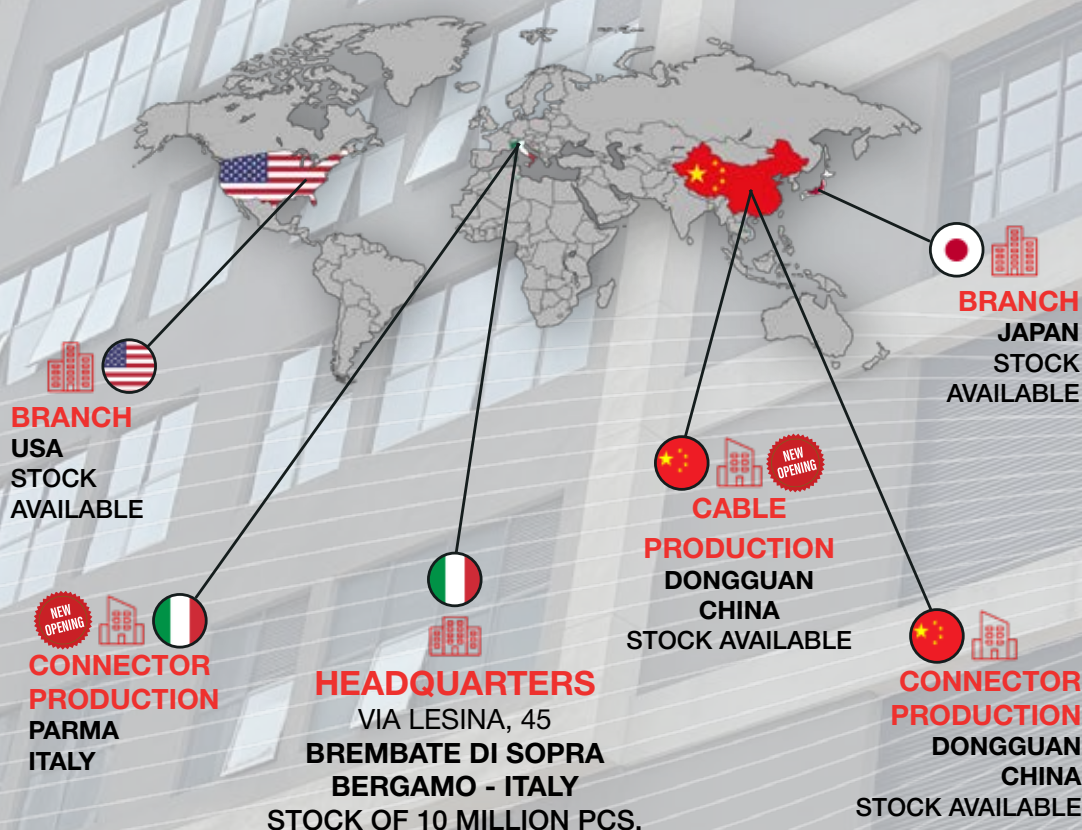 BRANCH
JAPAN
STOCK
AVAILABLE
BRANCH
USA
STOCK
AVAILABLE
NEW
OPENING
CABLE
PRODUCTION
DONGGUAN
CHINA
STOCK AVAILABLE
NEW
OPENING
CONNECTOR
PRODUCTION
PARMA
ITALY
HEADQUARTERS
VIA LESINA, 45
BREMBATE DI SOPRA
BERGAMO - ITALY
STOCK OF 10 MILLION PCS.
CONNECTOR
PRODUCTION
DONGGUAN
CHINA
STOCK AVAILABLE